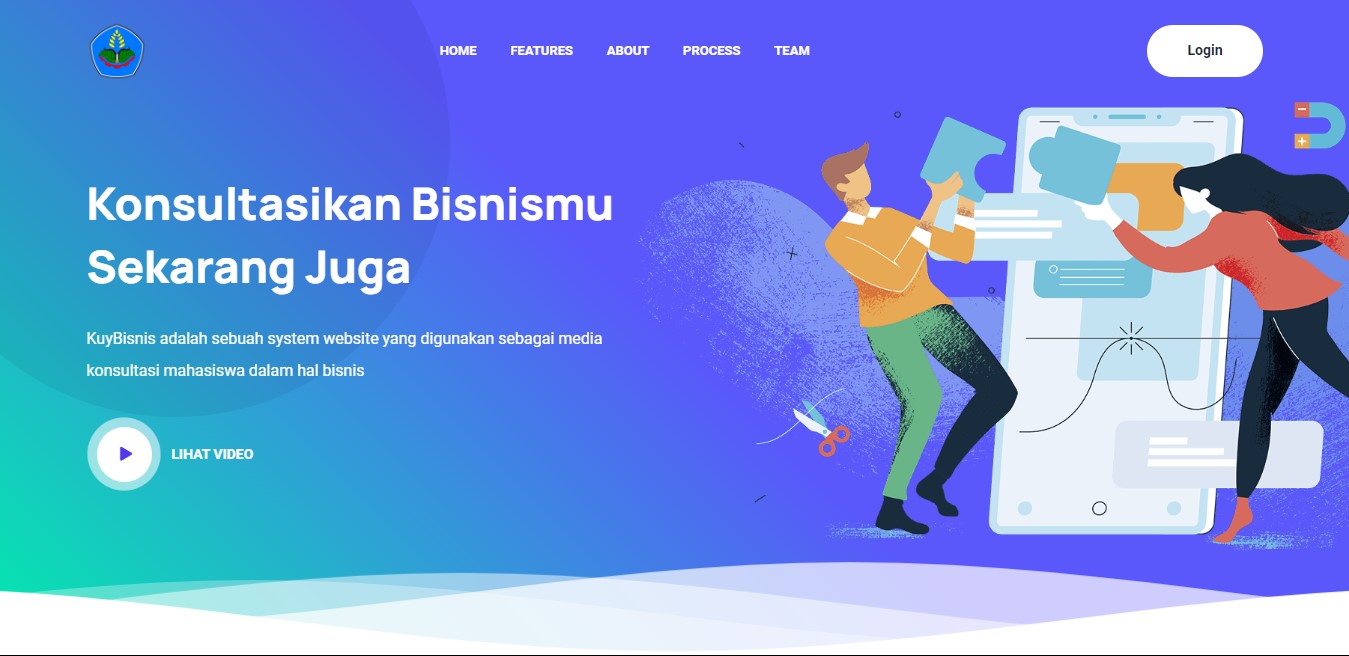 HOME FEATURES ABOUT PROCESS TEAM Login
Konsultasikan Bisnismu
Sekarang Juga
KuyBisnis adalah sebuah system website yang digunakan sebagai media
konsultasi mahasiswa dalam hal bisnis
LIHAT VIDEO